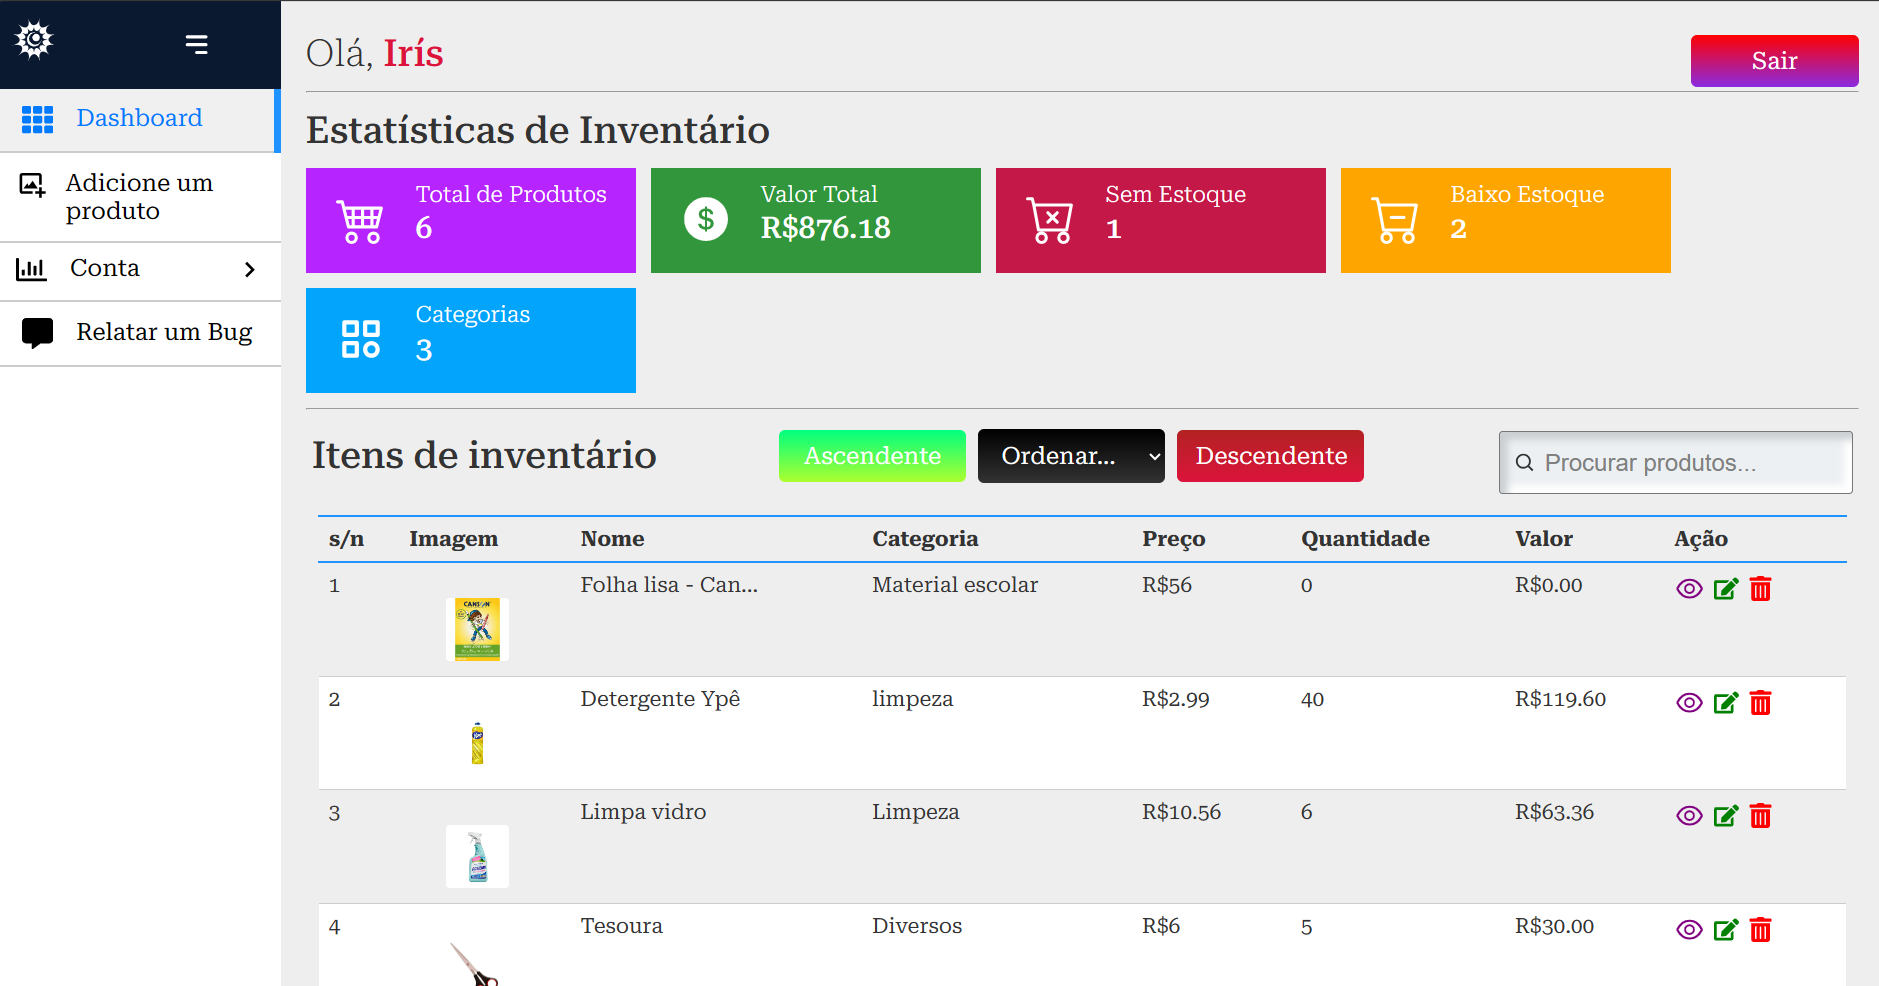 Olá, Irís
Sair
Dashboard
Adicione um
produto
Conta
Relatar um Bug
Estatísticas de Inventário
Total de Produtos
6
Valor Total
R$876.18
Sem Estoque
1
Baixo Estoque
2
Categorias
3
Itens de inventário
Ascendente
Ordenar...
Descendente
Procurar produtos...
s/n Imagem Nome Categoria Preço Quantidade Valor Ação
1 Folha lisa - Can... Material escolar R$56 0 R$0.00
CANSON
2 Detergente Ypê limpeza R$2.99 40 R$119.60
3 Limpa vidro Limpeza R$10.56 6 R$63.36
4 Tesoura Diversos R$6 5 R$30.00